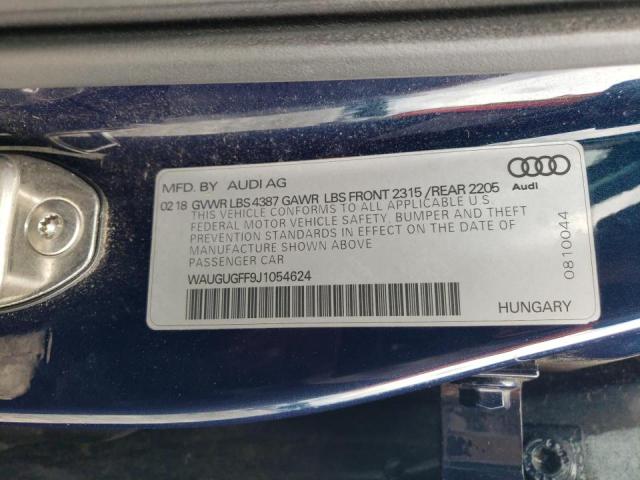 MFD. BY AUDI AG
Audi
02 18 GVWR LBS 4387 GAWR LBS FRONT 2315 /REAR 2205
THIS VEHICLE CONFORMS TO ALL APPLICABLE
FEDERAL MOTOR VEHICLE SAFETY, BUMPER AND THEFT
PREVENTION STANDARDS IN EFFECT ON THE DATE OF
MANUFACTURE SHOWN ABOVE
PASSENGER CAR
WAUGUGFF9J1054624
0810044
HUNGARY